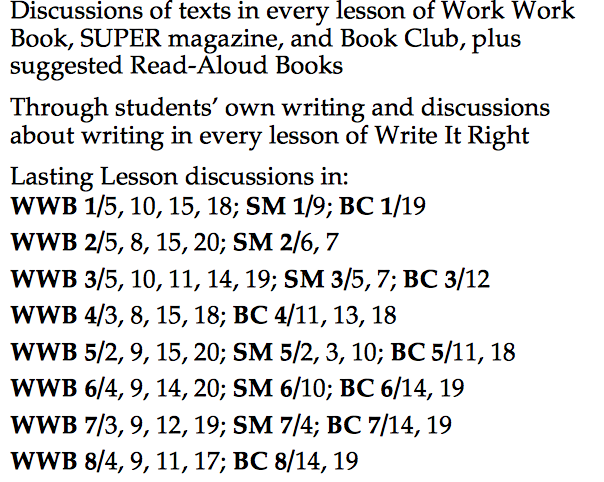 Discussions of texts in every lesson of Work Work
Book, SUPER magazine, and Book Club, plus
suggested Read-Aloud Books
Through students’ own writing and discussions
about writing in every lesson of Write It Right
Lasting Lesson discussions in:
WWB 1/5, 10, 15, 18; SM 1/9; BC 1/19
WWB 2/5, 8, 15, 20; SM 2/6, 7
WWB 3/5, 10, 11, 14, 19; SM 3/5, 7; BC 3/12
WWB 4/3, 8, 15, 18; BC 4/11, 13, 18
WWB 5/2, 9, 15, 20; SM 5/2, 3, 10; BC 5/11, 18
WWB 6/4, 9, 14, 20; SM 6/10; BC 6/14, 19
WWB 7/3, 9, 12, 19; SM 7/4; BC 7/14, 19
WWB 8/4, 9, 11, 17; BC 8/14, 19